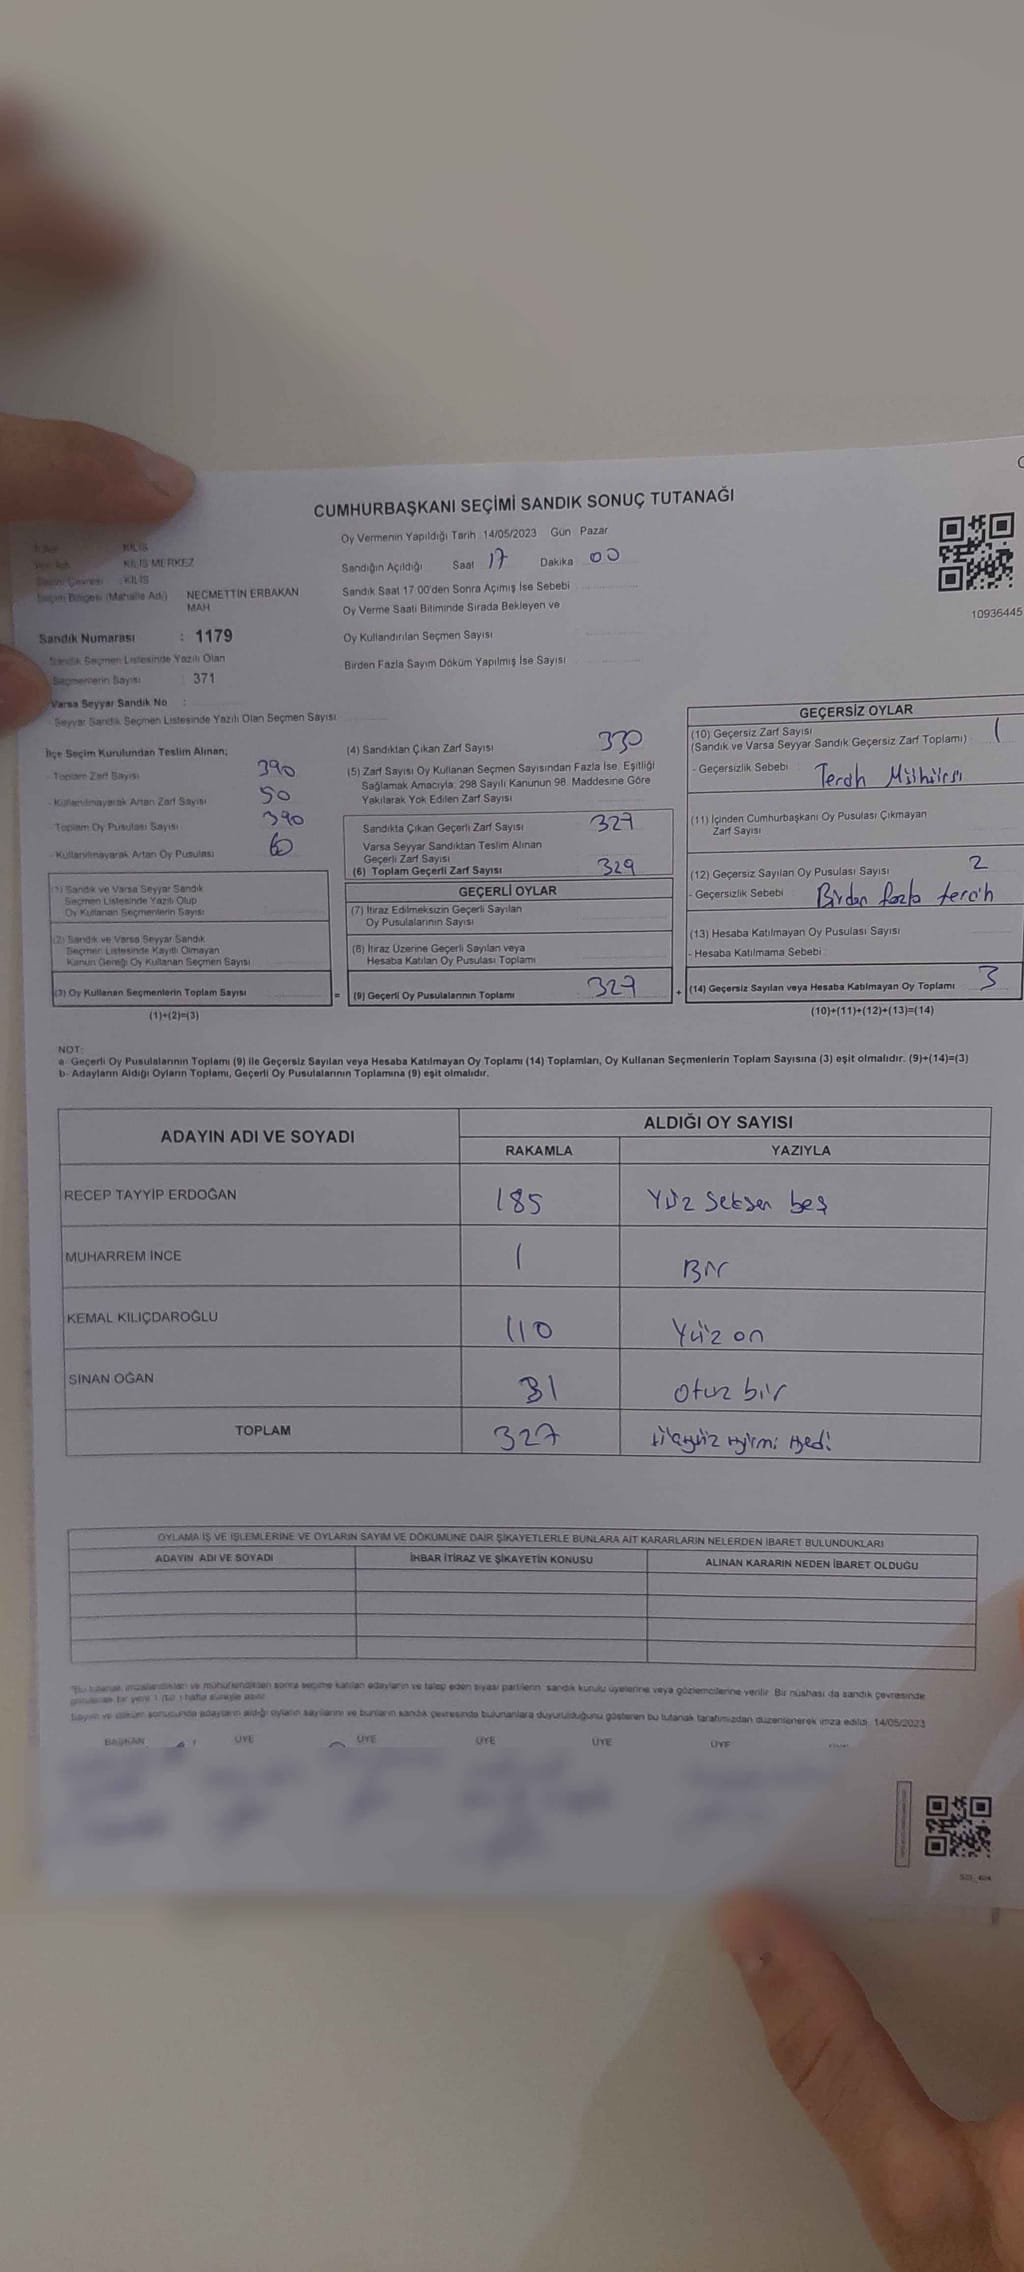 CUMHURBAŞKANI SEÇİMİ SANDIK SONUÇ TUTANAĞI
KİLİS
KİLİS MERKEZ
Seçim Çevresi : KİLİS
Seçim Bölgesi (Mahalle Adı) NECMETTİN ERBAKAN
MAH
Sandık Numarası : 1179
Sandık Seçmen Listesinde Yazılı Olan
Seçmenlerin Sayısı : 371
Varsa Seyyar Sandık No :
- Seyyar Sandık Seçmen Listesinde Yazılı Olan Seçmen Sayısı
Oy Vermenin Yapıldığı Tarih 14/05/2023 Gün Pazar
Sandığın Açıldığı Saat 17 Dakika 00
Sandık Saat 17:00'den Sonra Açımış İse Sebebi
Oy Verme Saati Bitiminde Sırada Bekleyen ve
Oy Kullandırılan Seçmen Sayısı
Birden Fazla Sayım Döküm Yapılmış İse Sayısı
10936445
İlçe Seçim Kurulundan Teslim Alınan;
- Toplam Zarf Sayısı 390
- Kullanılmayarak Artan Zarf Sayısı 50
- Toplam Oy Pusulası Sayısı 390
- Kullanılmayarak Artan Oy Pusulası 60
(1) Sandık ve Varsa Seyyar Sandık
Seçmen Listesinde Yazılı Olup
Oy Kullanan Seçmenlerin Sayısı
(2) Sandık ve Varsa Seyyar Sandık
Seçmen Listesinde Kayıtlı Olmayan
Kanun Gereği Oy Kullanan Seçmen Sayısı
(3) Oy Kullanan Seçmenlerin Toplam Sayısı
(1)+(2)=(3)
(4) Sandıktan Çıkan Zarf Sayısı 330
(5) Zarf Sayısı Oy Kullanan Seçmen Sayısından Fazla İse, Eşitliği
Sağlamak Amacıyla, 298 Sayılı Kanunun 98. Maddesine Göre
Yakılarak Yok Edilen Zarf Sayısı
Sandıkta Çıkan Geçerli Zarf Sayısı 329
Varsa Seyyar Sandıktan Teslim Alınan
Geçerli Zarf Sayısı
(6) Toplam Geçerli Zarf Sayısı 329
GEÇERLİ OYLAR
(7) İtiraz Edilmeksizin Geçerli Sayılan
Oy Pusulasının Sayısı
(8) İtiraz Üzerine Geçerli Sayılan veya
Hesaba Katılan Oy Pusulası Toplamı
= (9) Geçerli Oy Pusulalarının Toplamı 327
GEÇERSİZ OYLAR
(10) Geçersiz Zarf Sayısı 1
(Sandık ve Varsa Seyyar Sandık Geçersiz Zarf Toplamı)
- Geçersizlik Sebebi : Tercih Mühürsü
(11) İçinden Cumhurbaşkanı Oy Pusulası Çıkmayan
Zarf Sayısı
(12) Geçersiz Sayılan Oy Pusulası Sayısı 2
- Geçersizlik Sebebi Birden fazla tercih
(13) Hesaba Katılmayan Oy Pusulası Sayısı
- Hesaba Katılmama Sebebi :
+ (14) Geçersiz Sayılan veya Hesaba Katılmayan Oy Toplamı 3
(10)+(11)+(12)+(13)=(14)
NOT:
a- Geçerli Oy Pusulalarının Toplamı (9) ile Geçersiz Sayılan veya Hesaba Katılmayan Oy Toplamı (14) Toplamları, Oy Kullanan Seçmenlerin Toplam Sayısına (3) eşit olmalıdır. (9)+(14)=(3)
b- Adayların Aldığı Oyların Toplamı, Geçerli Oy Pusulalarının Toplamına (9) eşit olmalıdır.
ADAYIN ADI VE SOYADI ALDIĞI OY SAYISI
RAKAMLA YAZIYLA
RECEP TAYYİP ERDOĞAN 185 Yüz seksen beş
MUHARREM İNCE 1 Bir
KEMAL KILIÇDAROĞLU 110 Yüz on
SİNAN OĞAN 31 Otuz bir
TOPLAM 327 üçyüz yirmi yedi
OYLAMA İŞ VE İŞLEMLERİNE VE OYLARIN SAYIM VE DÖKÜMÜNE DAİR ŞİKAYETLERLE BUNLARA AİT KARARLARIN NELERDEN İBARET BULUNDUKLARI
ADAYIN ADI VE SOYADI İHBAR İTİRAZ VE ŞİKAYETİN KONUSU ALINAN KARARIN NEDEN İBARET OLDUĞU
*Bu tutanak, imzalandıktan ve mühürlendikten sonra seçime katılan adayların ve talep eden siyasi partilerin, sandık kurulu üyelerine veya gözlemcilerine verilir. Bir nüshası da sandık çevresinde
görülecek bir yere 1 (bir) hafta süreyle asılır.
Sayım ve döküm sonucunda adayların aldığı oyların sayılarını ve bunların sandık çevresinde bulunanlara duyurulduğunu gösteren bu tutanak tarafımızdan düzenlenerek imza edildi. 14/05/2023
BAŞKAN ÜYE ÜYE ÜYE ÜYE ÜYE